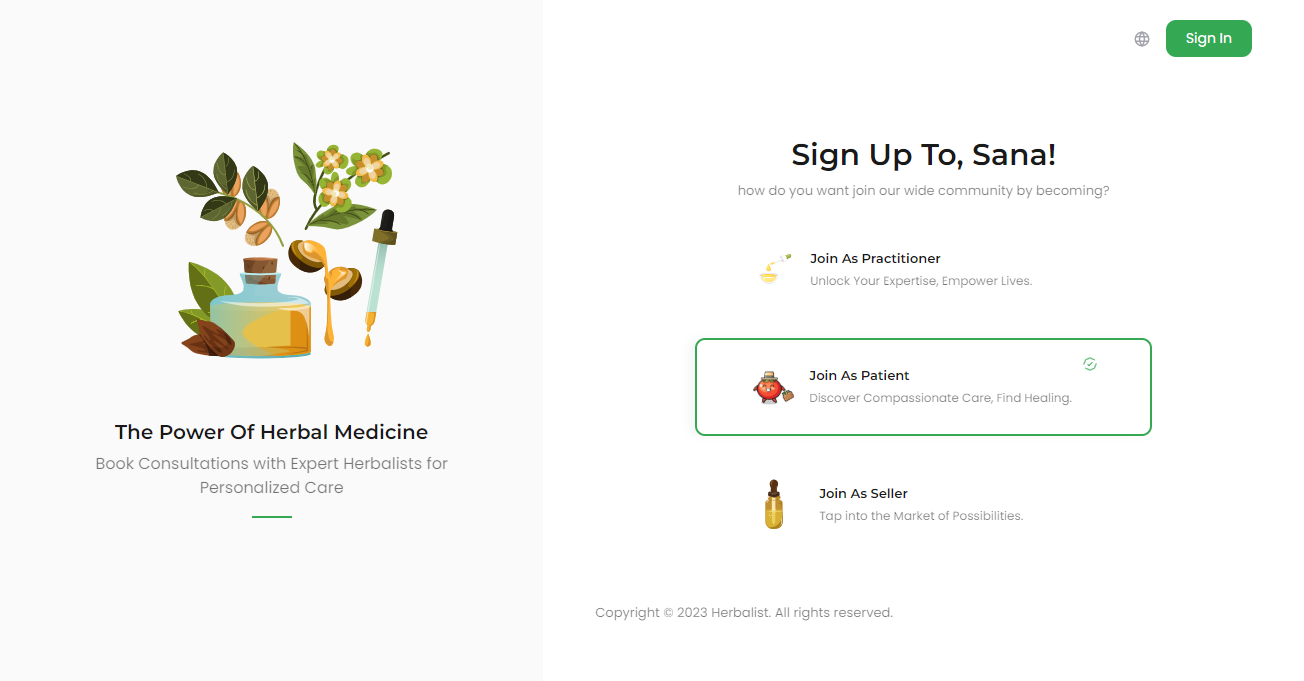 Sign In
The Power Of Herbal Medicine
Book Consultations with Expert Herbalists for
Personalized Care
Sign Up To, Sana!
how do you want join our wide community by becoming?
Join As Practitioner
Unlock Your Expertise, Empower Lives.
Join As Patient
Discover Compassionate Care, Find Healing.
Join As Seller
Tap into the Market of Possibilities.
Copyright © 2023 Herbalist. All rights reserved.